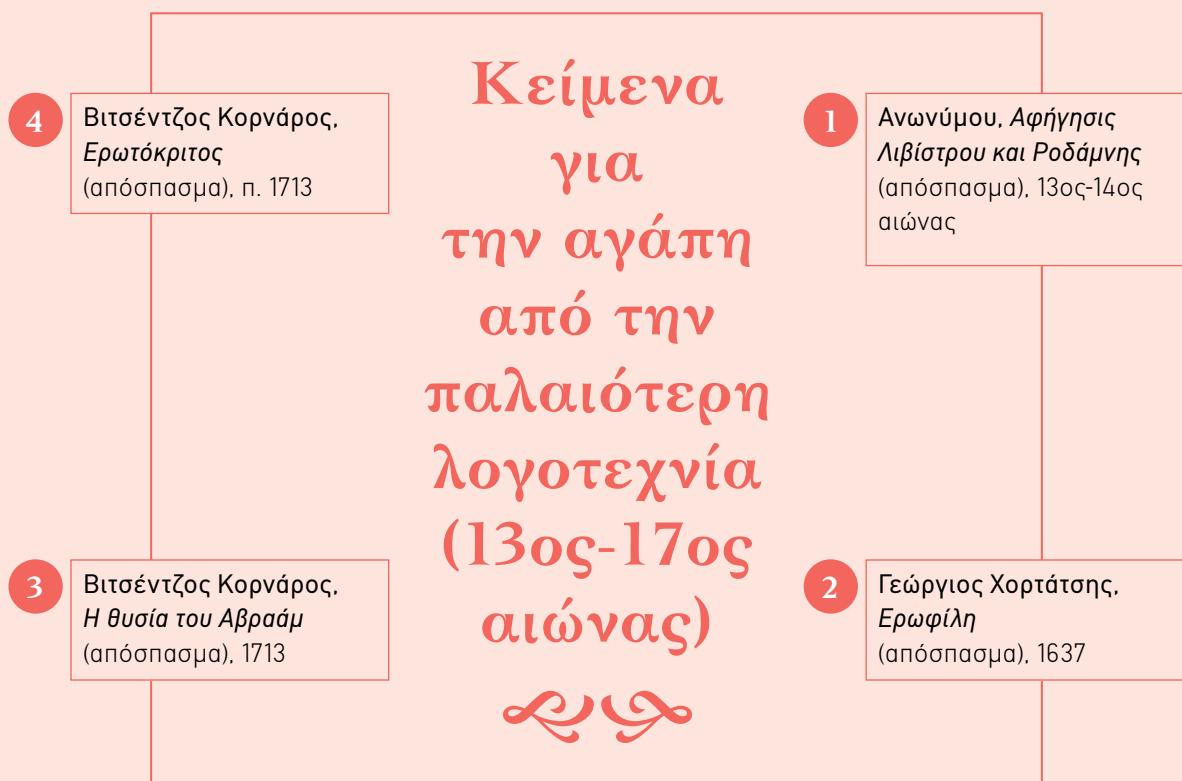 Κείμενα
για
την αγάπη
από την
παλαιότερη
λογοτεχνία
(13ος-17ος
αιώνας)
1
Ανωνύμου, Αφήγησις
Λιβίστρου και Ροδάμνης
(απόσπασμα), 13ος-14ος
αιώνας
2
Γεώργιος Χορτάτσης,
Ερωφίλη
(απόσπασμα), 1637
3
Βιτσέντζος Κορνάρος,
Η θυσία του Αβραάμ
(απόσπασμα), 1713
4
Βιτσέντζος Κορνάρος,
Ερωτόκριτος
(απόσπασμα), π. 1713